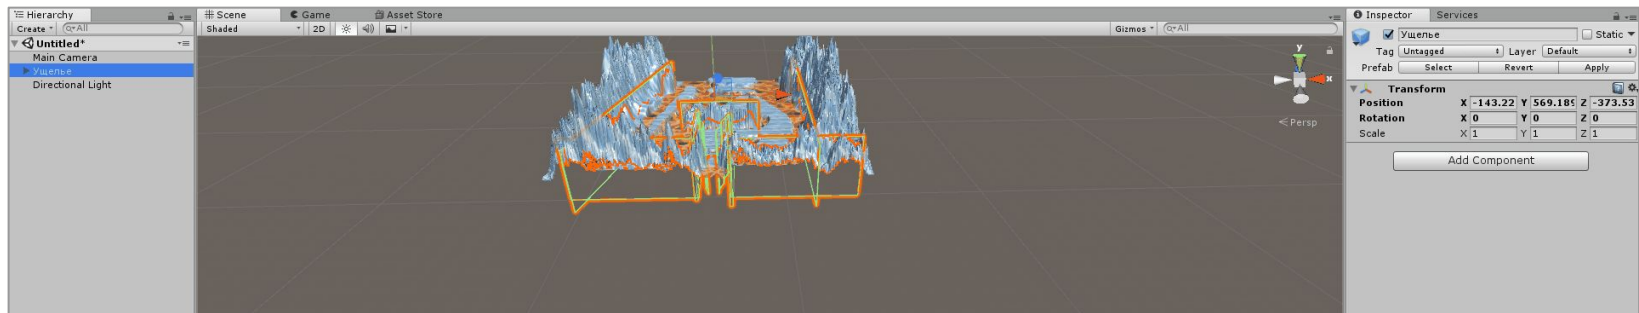 Hierarchy
Create All
Untitled*
Main Camera
Ущелье
Directional Light
Scene Game Asset Store
Shaded 2D Gizmos All
y
x
Persp
Inspector Services
Ущелье Static
Tag Untagged Layer Default
Prefab Select Revert Apply
Transform
Position X -143.22 Y 569.189 Z -373.53
Rotation X 0 Y 0 Z 0
Scale X 1 Y 1 Z 1
Add Component